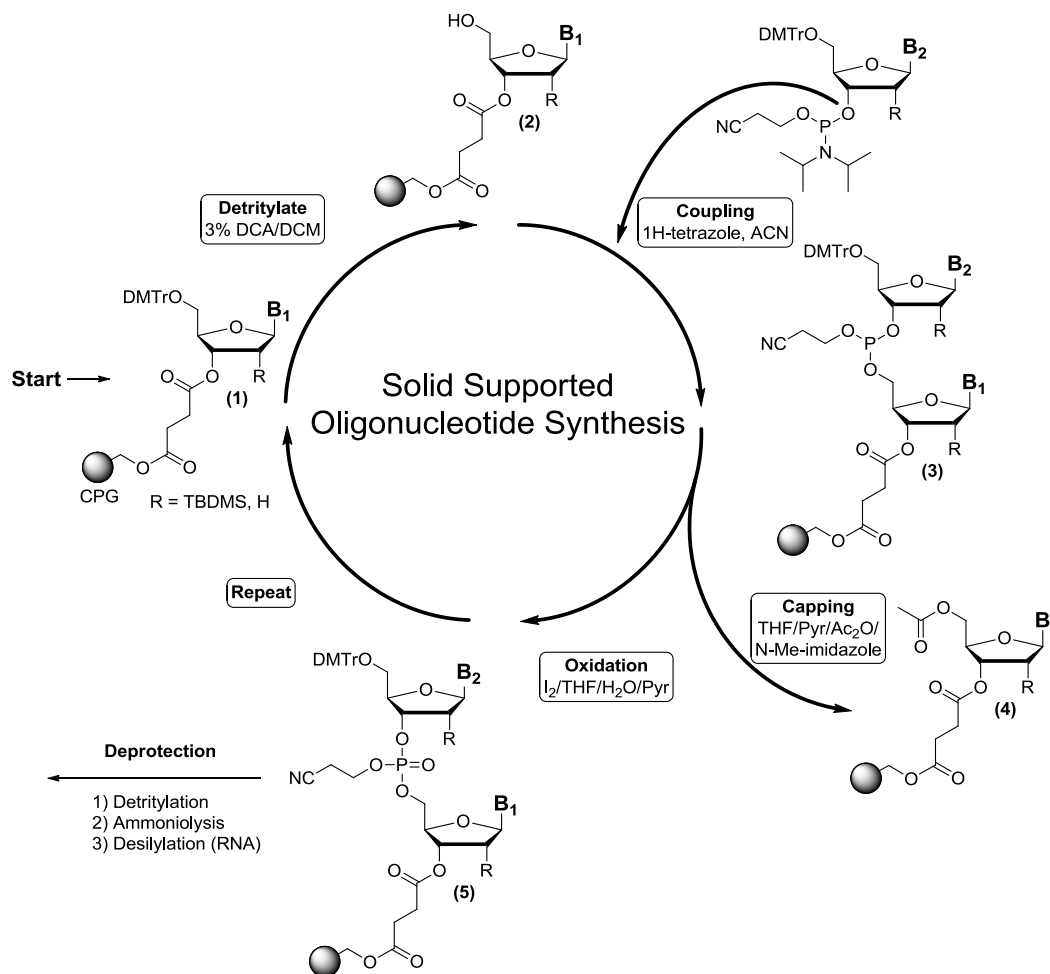 HO
B1
O
O
O
R
(2)
O
O
DMTrO
B2
O
O
R
NC
O
P
N
Detritylate
3% DCA/DCM
Coupling
1H-tetrazole, ACN
DMTrO
B2
O
O
R
NC
O
P
O
B1
O
O
O
R
(3)
O
O
DMTrO
B1
O
Start
O
O
R
(1)
O
O
CPG
R = TBDMS, H
Solid Supported
Oligonucleotide Synthesis
Repeat
Capping
THF/Pyr/Ac2O/
N-Me-imidazole
O
O
B
O
O
O
R
(4)
O
O
Oxidation
I2/THF/H2O/Pyr
DMTrO
B2
O
O
R
NC
O
P
O
O
B1
O
O
O
R
(5)
O
O
Deprotection
1) Detritylation
2) Ammoniolysis
3) Desilylation (RNA)